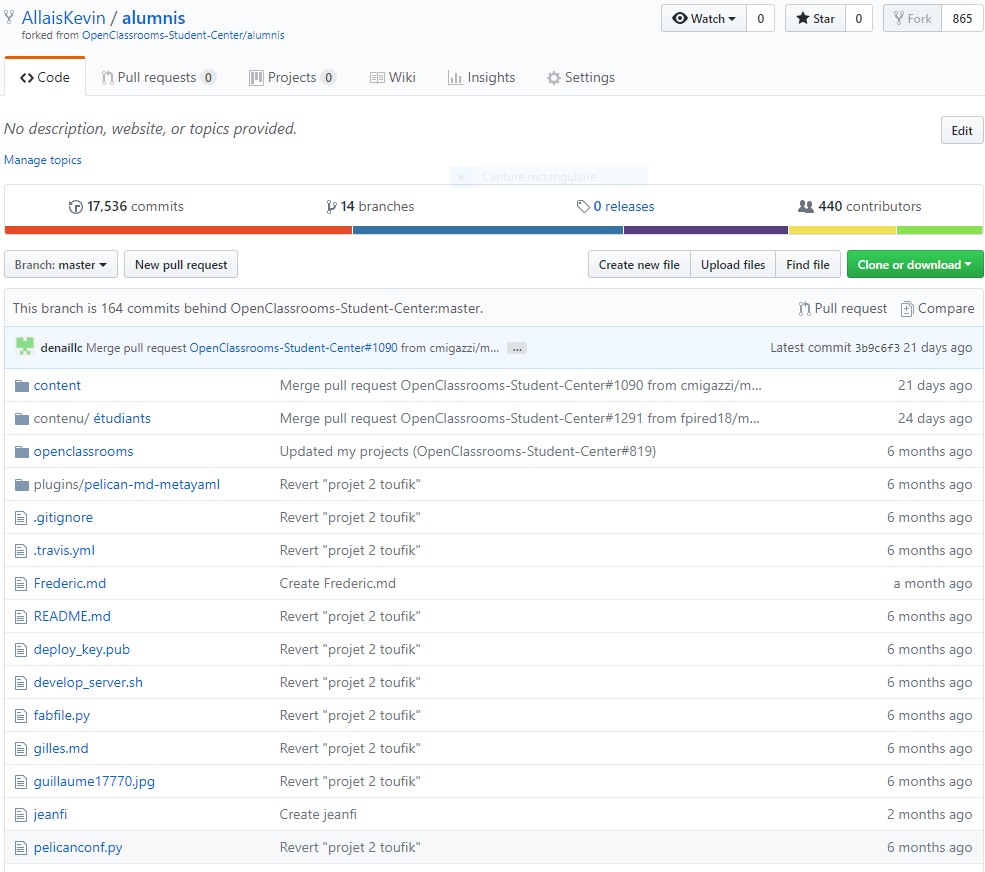 AllaisKevin / alumnis
Watch 0 Star 0 Fork 865
forked from OpenClassrooms-Student-Center/alumnis
Code Pull requests 0 Projects 0 Wiki Insights Settings
No description, website, or topics provided.
Edit
Manage topics
Capture rectangulaire
17,536 commits 14 branches 0 releases 440 contributors
Branch: master New pull request Create new file Upload files Find file Clone or download
This branch is 164 commits behind OpenClassrooms-Student-Center:master. Pull request Compare
denaillc Merge pull request OpenClassrooms-Student-Center#1090 from cmigazzi/m... ... Latest commit 3b9c6f3 21 days ago
content Merge pull request OpenClassrooms-Student-Center#1090 from cmigazzi/m... 21 days ago
contenu/ étudiants Merge pull request OpenClassrooms-Student-Center#1291 from fpired18/m... 24 days ago
openclassrooms Updated my projects (OpenClassrooms-Student-Center#819) 6 months ago
plugins/pelican-md-metayaml Revert "projet 2 toufik" 6 months ago
.gitignore Revert "projet 2 toufik" 6 months ago
.travis.yml Revert "projet 2 toufik" 6 months ago
Frederic.md Create Frederic.md a month ago
README.md Revert "projet 2 toufik" 6 months ago
deploy_key.pub Revert "projet 2 toufik" 6 months ago
develop_server.sh Revert "projet 2 toufik" 6 months ago
fabfile.py Revert "projet 2 toufik" 6 months ago
gilles.md Revert "projet 2 toufik" 6 months ago
guillaume17770.jpg Revert "projet 2 toufik" 6 months ago
jeanfi Create jeanfi 2 months ago
pelicanconf.py Revert "projet 2 toufik" 6 months ago